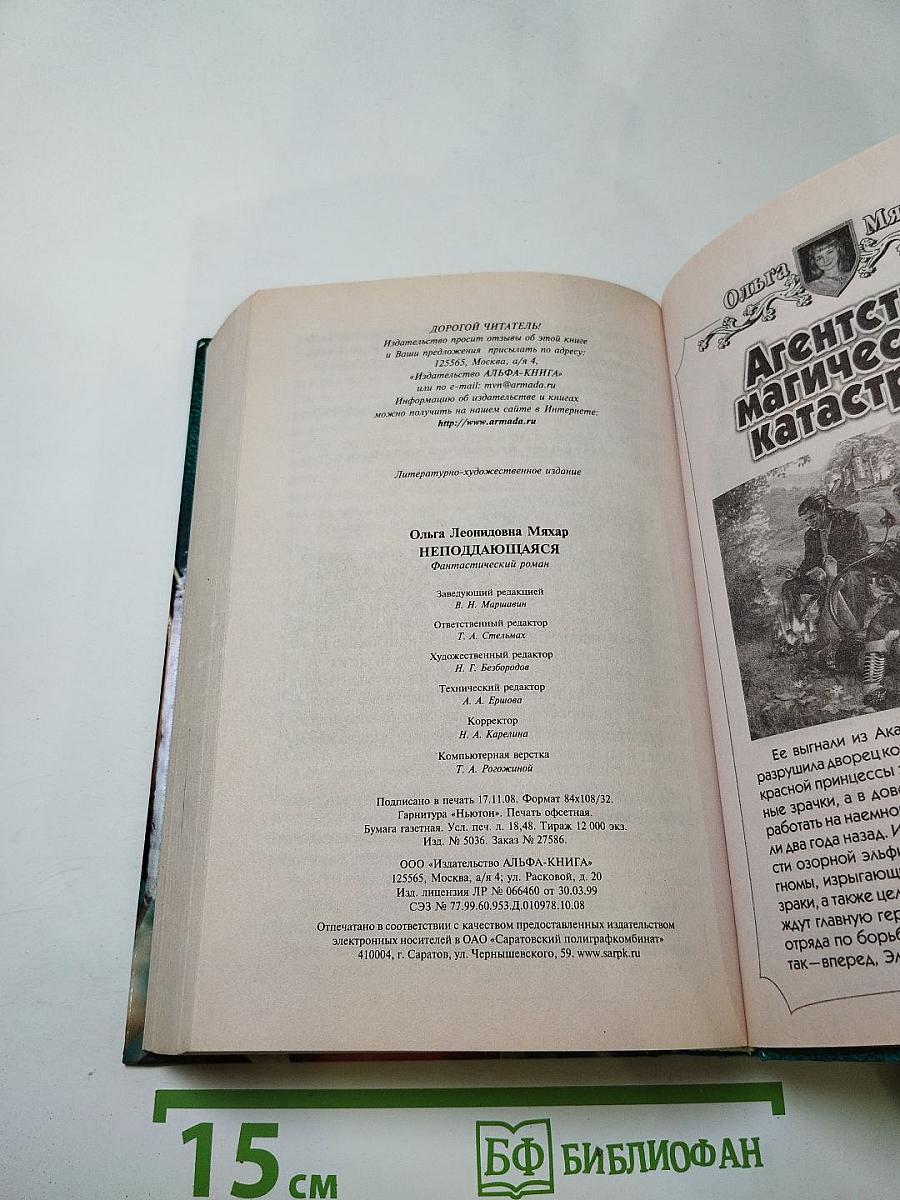 ДОРОГОЙ ЧИТАТЕЛЬ!
Издательство просит отзывы об этой книге
и Ваши предложения присылать по адресу:
125565, Москва, а/я 4,
«Издательство АЛЬФА-КНИГА»
или по e-mail: mvn@armada.ru
Информацию об издательстве и книгах
можно получить на нашем сайте в Интернете:
http://www.armada.ru
Литературно-художественное издание
Ольга Леонидовна Мяхар
НЕПОДДАЮЩАЯСЯ
Фантастический роман
Заведующий редакцией
В. Н. Маршавин
Ответственный редактор
Т. А. Стельмах
Художественный редактор
Н. Г. Безбородов
Технический редактор
А. А. Ершова
Корректор
Н. А. Карелина
Компьютерная верстка
Т. А. Рогожиной
Подписано в печать 17.11.08. Формат 84х108/32.
Гарнитура «Ньютон». Печать офсетная.
Бумага газетная. Усл. печ. л. 18,48. Тираж 12 000 экз.
Изд. № 5036. Заказ № 27586.
ООО «Издательство АЛЬФА-КНИГА»
125565, Москва, а/я 4; ул. Расковой, д. 20
Изд. лицензия ЛР № 066460 от 30.03.99
СЭЗ № 77.99.60.953.Д.010978.10.08
Отпечатано в соответствии с качеством предоставленных издательством
электронных носителей в ОАО «Саратовский полиграфкомбинат»
410004, г. Саратов, ул. Чернышевского, 59. www.sarpk.ru
Ольга Мя
Агентст
магичес
катастр
Ее выгнали из Ака
разрушила дворец ко
красной принцессы
ные зрачки, а в дов
работать на наемно
ли два года назад. И
сти озорной эльфи
гномы, изрыгающи
зраки, а также цел
ждут главную гер
отряда по борьб
так—вперед, Эл
15 см
БФ БИБЛИОФАН